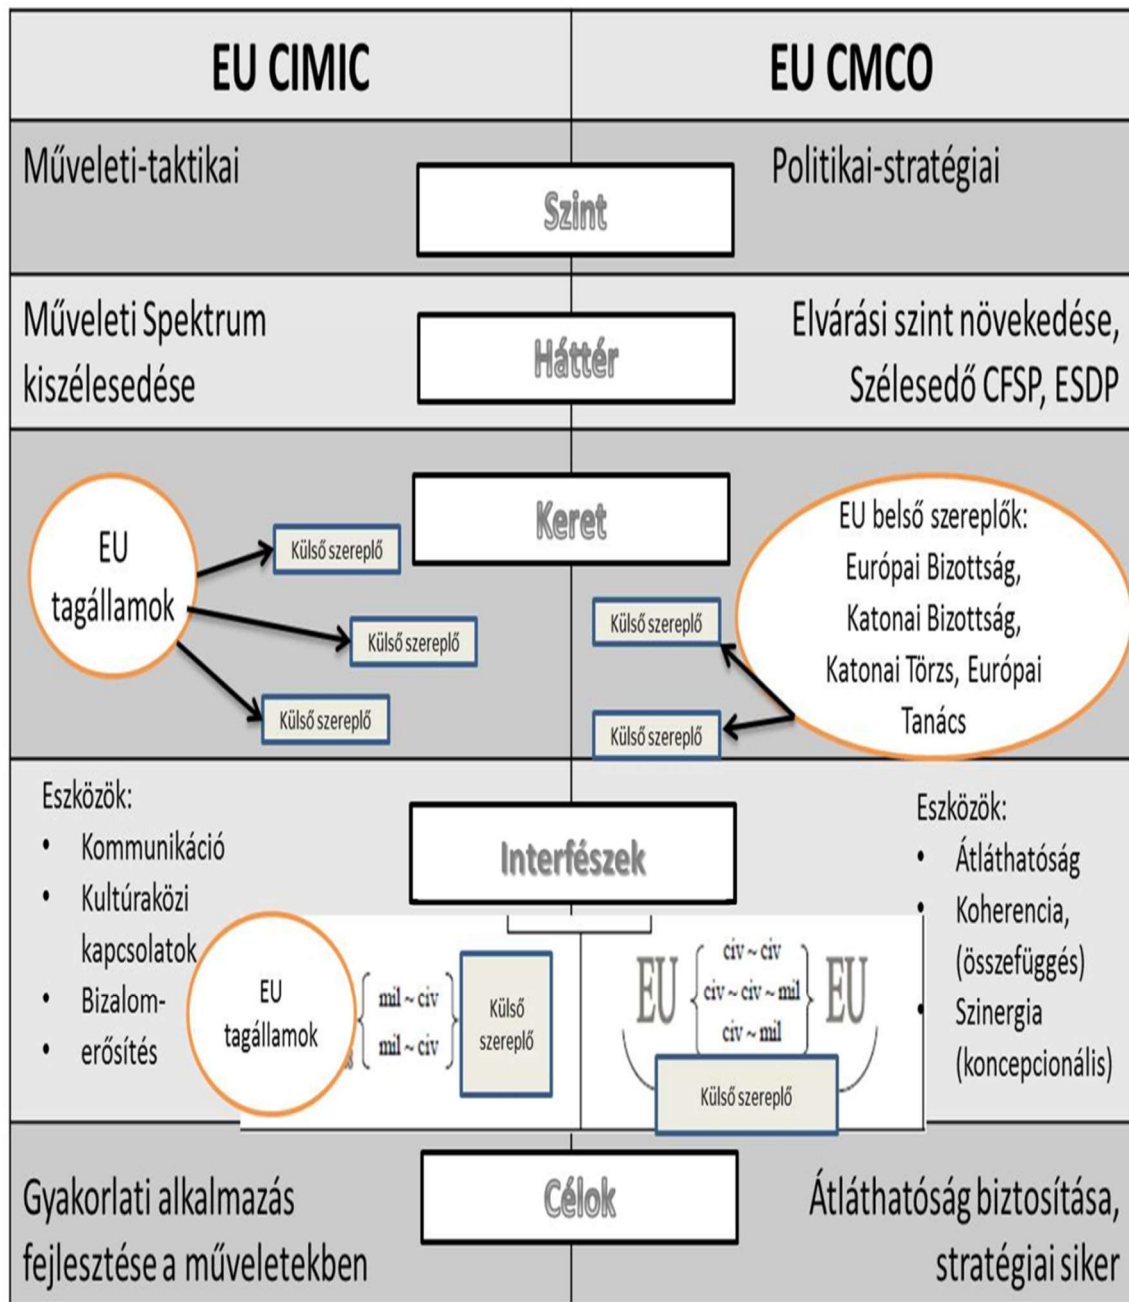 EU CIMIC
EU CMCO
Műveleti-taktikai
Szint
Politikai-stratégiai
Műveleti Spektrum
kiszélesedése
Háttér
Elvárási szint növekedése,
Szélesedő CFSP, ESDP
Keret
EU
tagállamok
Külső szereplő
Külső szereplő
Külső szereplő
Külső szereplő
Külső szereplő
EU belső szereplők:
Európai Bizottság,
Katonai Bizottság,
Katonai Törzs, Európai
Tanács
Interfészek
Eszközök:
• Kommunikáció
• Kultúraközi
kapcsolatok
• Bizalom-
• erősítés
EU
tagállamok
mil ~ civ
mil ~ civ
Külső
szereplő
EU
civ ~ civ
civ ~ civ ~ mil
civ ~ mil
EU
Külső szereplő
Eszközök:
• Átláthatóság
• Koherencia,
(összefüggés)
• Szinergia
(koncepcionális)
Célok
Gyakorlati alkalmazás
fejlesztése a műveletekben
Átláthatóság biztosítása,
stratégiai siker